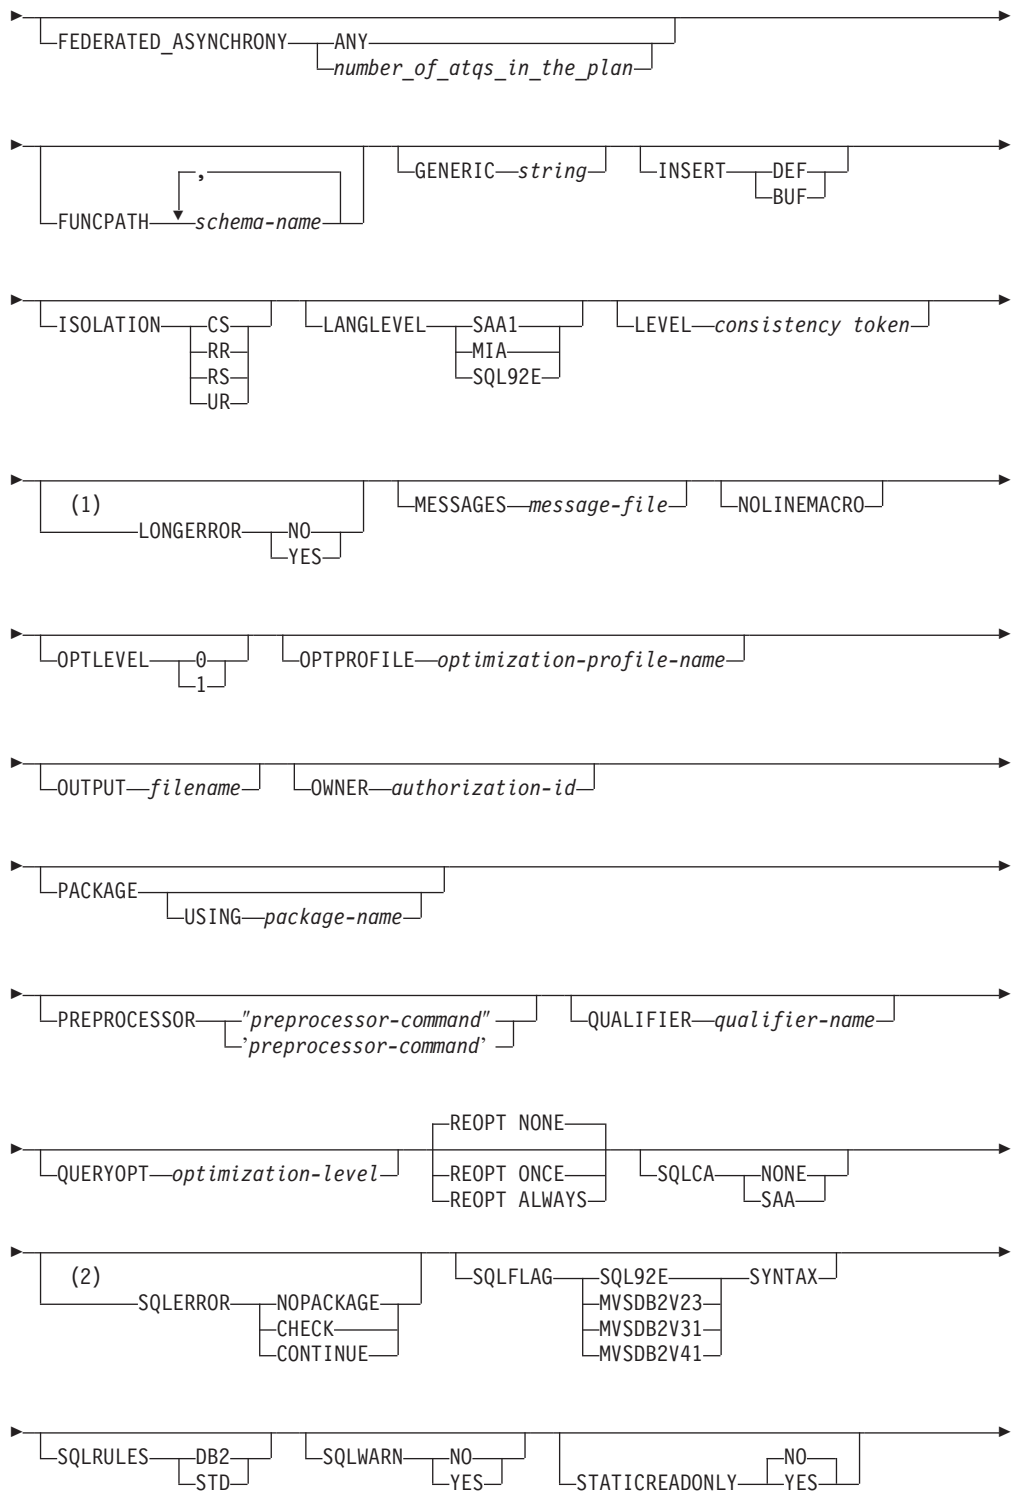 FEDERATED_ASYNCHRONY ANY
number_of_atqs_in_the_plan
,
FUNCPATH schema-name
GENERIC string
INSERT DEF
BUF
ISOLATION CS
RR
RS
UR
LANGLEVEL SAA1
MIA
SQL92E
LEVEL consistency token
(1)
LONGERROR NO
YES
MESSAGES message-file
NOLINEMACRO
OPTLEVEL 0
1
OPTPROFILE optimization-profile-name
OUTPUT filename
OWNER authorization-id
PACKAGE
USING package-name
PREPROCESSOR "preprocessor-command"
'preprocessor-command'
QUALIFIER qualifier-name
QUERYOPT optimization-level
REOPT NONE
REOPT ONCE
REOPT ALWAYS
SQLCA NONE
SAA
(2)
SQLERROR NOPACKAGE
CHECK
CONTINUE
SQLFLAG SQL92E SYNTAX
MVSDB2V23
MVSDB2V31
MVSDB2V41
SQLRULES DB2
STD
SQLWARN NO
YES
STATICREADONLY NO
YES